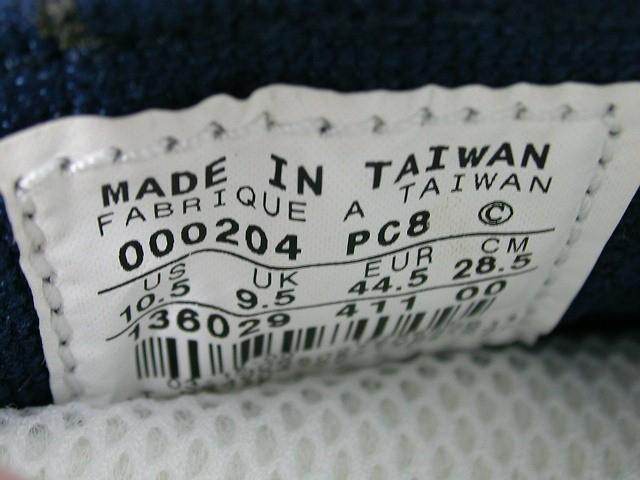 MADE IN TAIWAN
FABRIQUE A TAIWAN
000204 PC8 ©
US UK EUR CM
10.5 9.5 44.5 28.5
136029 411 00